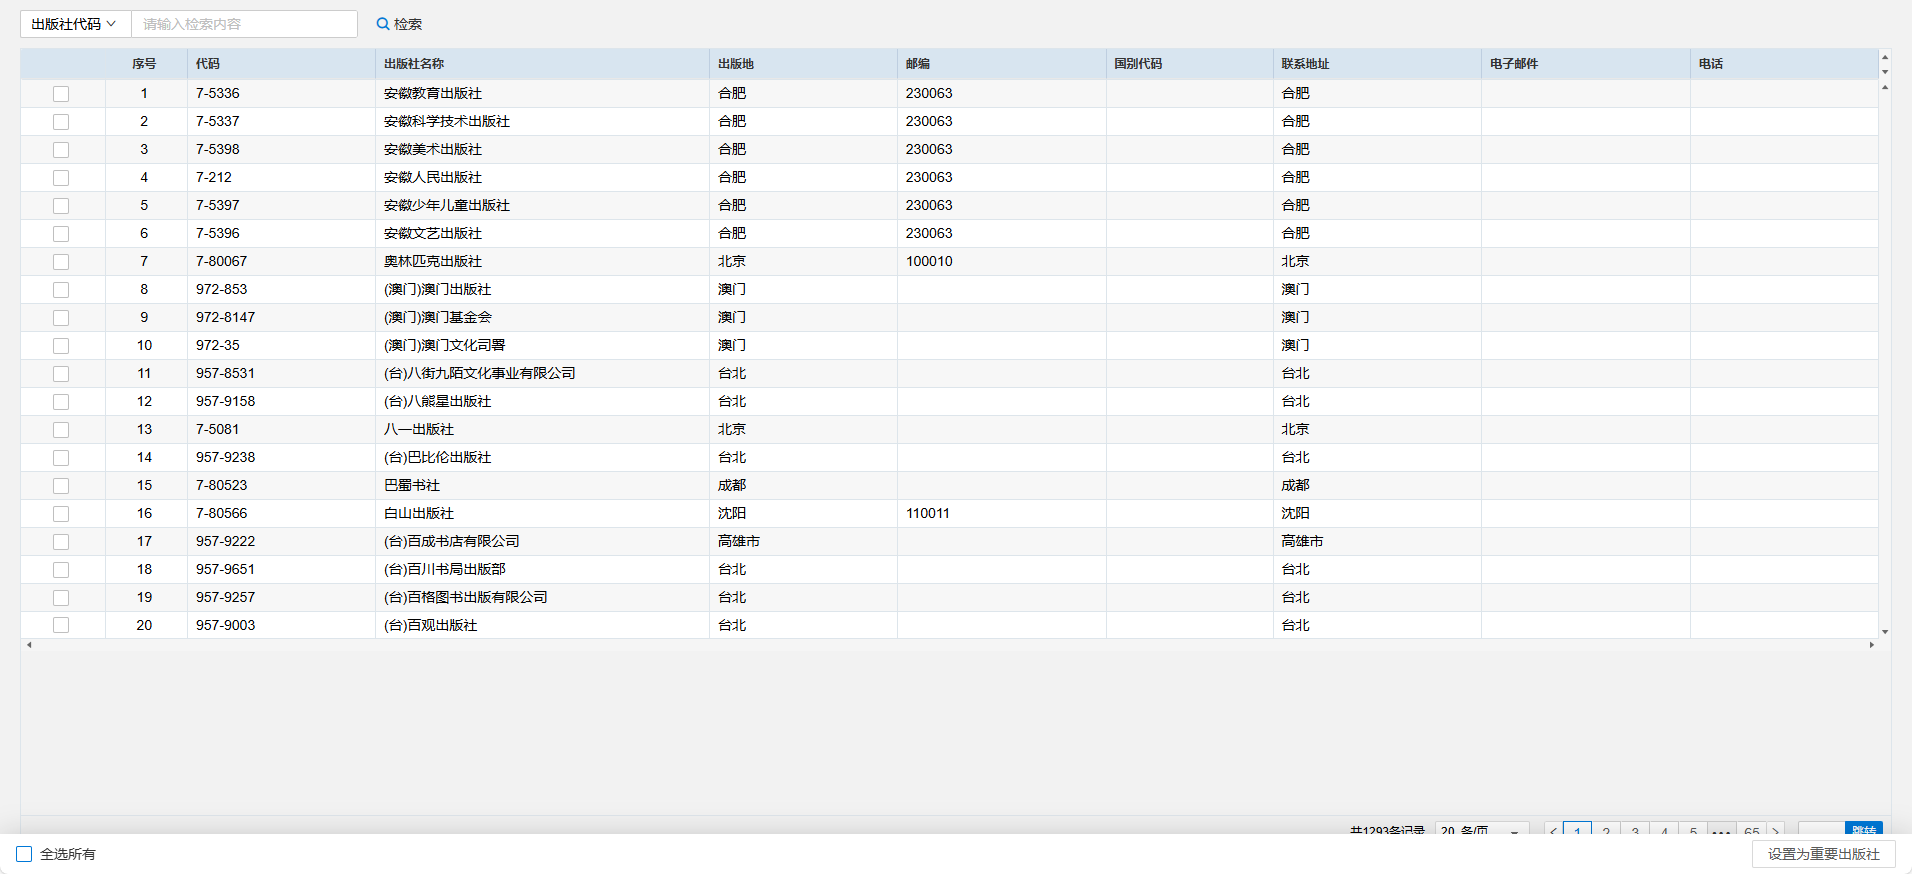 出版社代码 请输入检索内容 检索
序号 代码 出版社名称 出版地 邮编 国别代码 联系地址 电子邮件 电话
1 7-5336 安徽教育出版社 合肥 230063 合肥
2 7-5337 安徽科学技术出版社 合肥 230063 合肥
3 7-5398 安徽美术出版社 合肥 230063 合肥
4 7-212 安徽人民出版社 合肥 230063 合肥
5 7-5397 安徽少年儿童出版社 合肥 230063 合肥
6 7-5396 安徽文艺出版社 合肥 230063 合肥
7 7-80067 奥林匹克出版社 北京 100010 北京
8 972-853 (澳门)澳门出版社 澳门 澳门
9 972-8147 (澳门)澳门基金会 澳门 澳门
10 972-35 (澳门)澳门文化司署 澳门 澳门
11 957-8531 (台)八街九陌文化事业有限公司 台北 台北
12 957-9158 (台)八熊星出版社 台北 台北
13 7-5081 八一出版社 北京 北京
14 957-9238 (台)巴比伦出版社 台北 台北
15 7-80523 巴蜀书社 成都 成都
16 7-80566 白山出版社 沈阳 110011 沈阳
17 957-9222 (台)百成书店有限公司 高雄市 高雄市
18 957-9651 (台)百川书局出版部 台北 台北
19 957-9257 (台)百格图书出版有限公司 台北 台北
20 957-9003 (台)百观出版社 台北 台北
共1293条记录 20 条/页 < 1 2 3 4 5 ••• 65 > 跳转
全选所有 设置为重要出版社